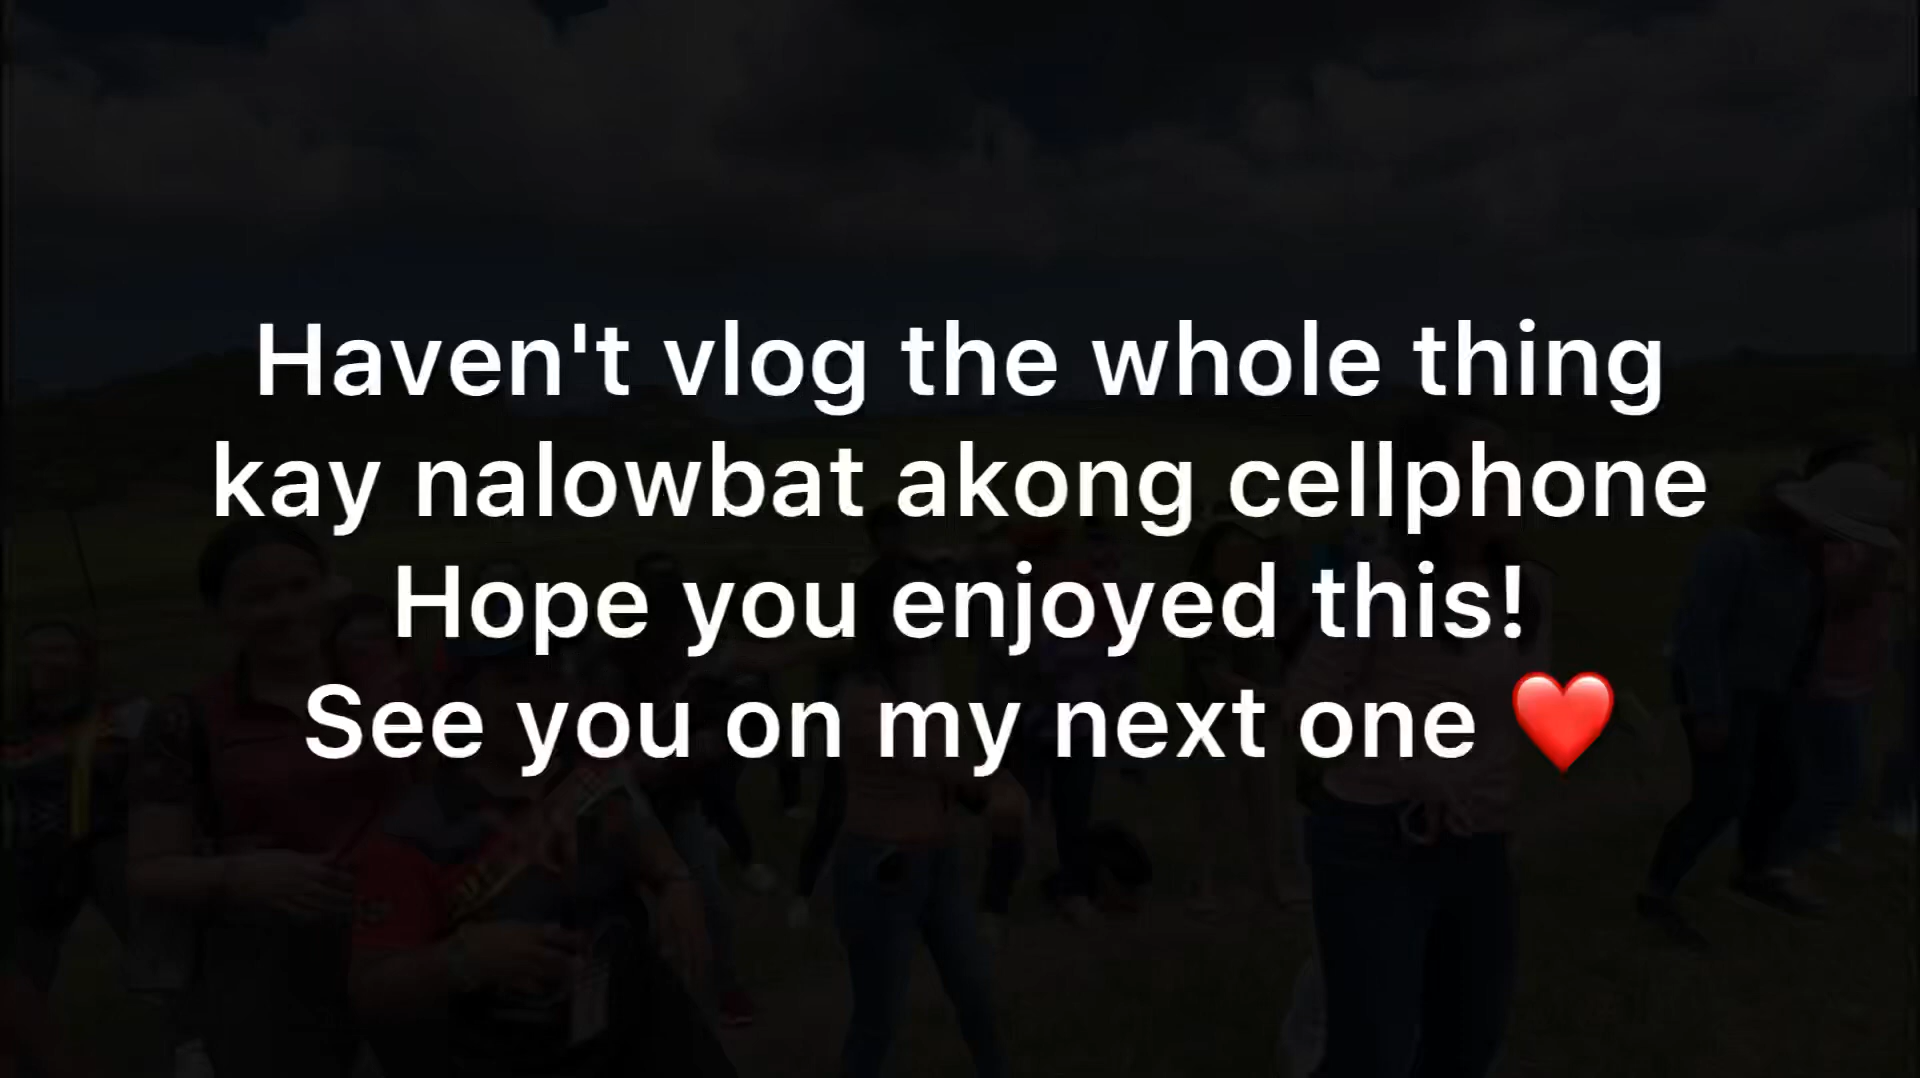 Haven't vlog the whole thing
kay nalowbat akong cellphone
Hope you enjoyed this!
See you on my next one ❤️